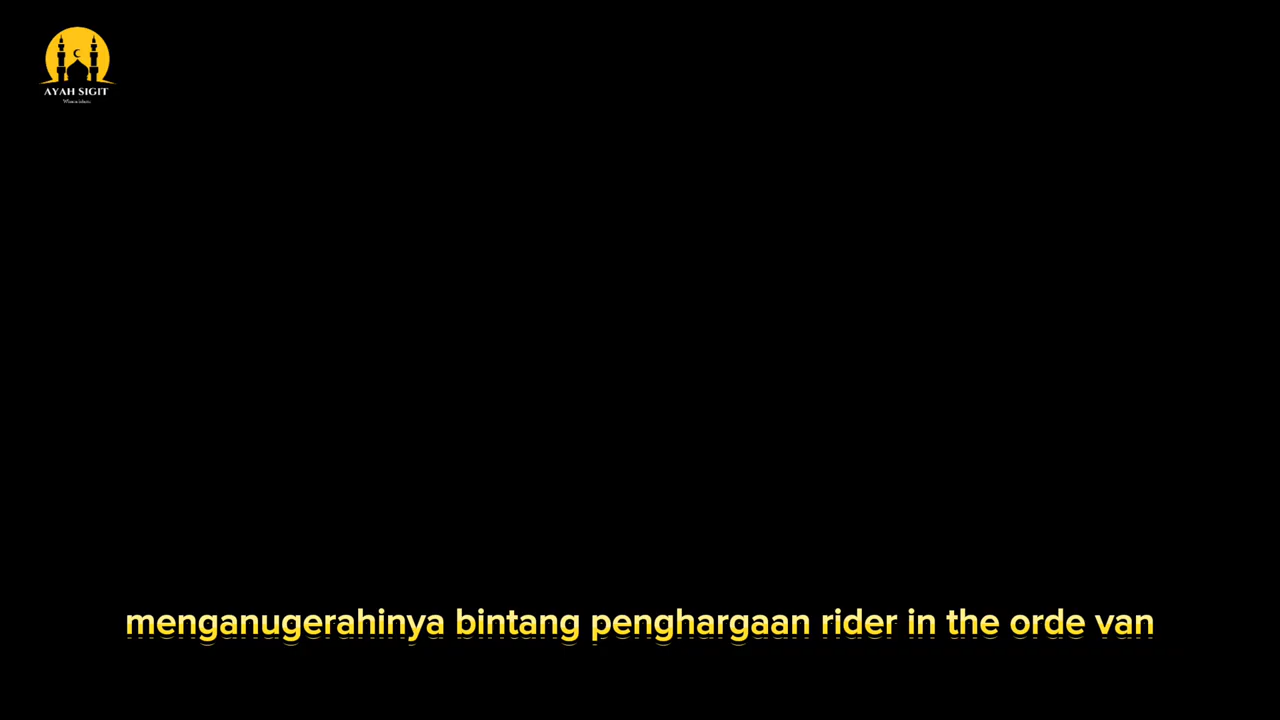 AYAH SIGIT
menganugerahinya bintang penghargaan rider in the orde van